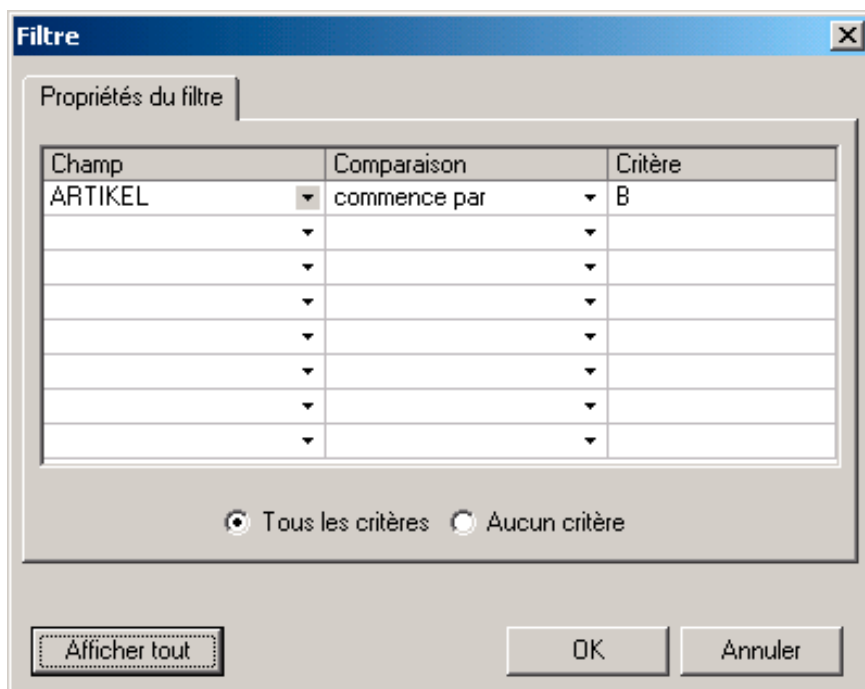 Filtre
Propriétés du filtre
Champ Comparaison Critère
ARTIKEL commence par B
Tous les critères Aucun critère
Afficher tout OK Annuler